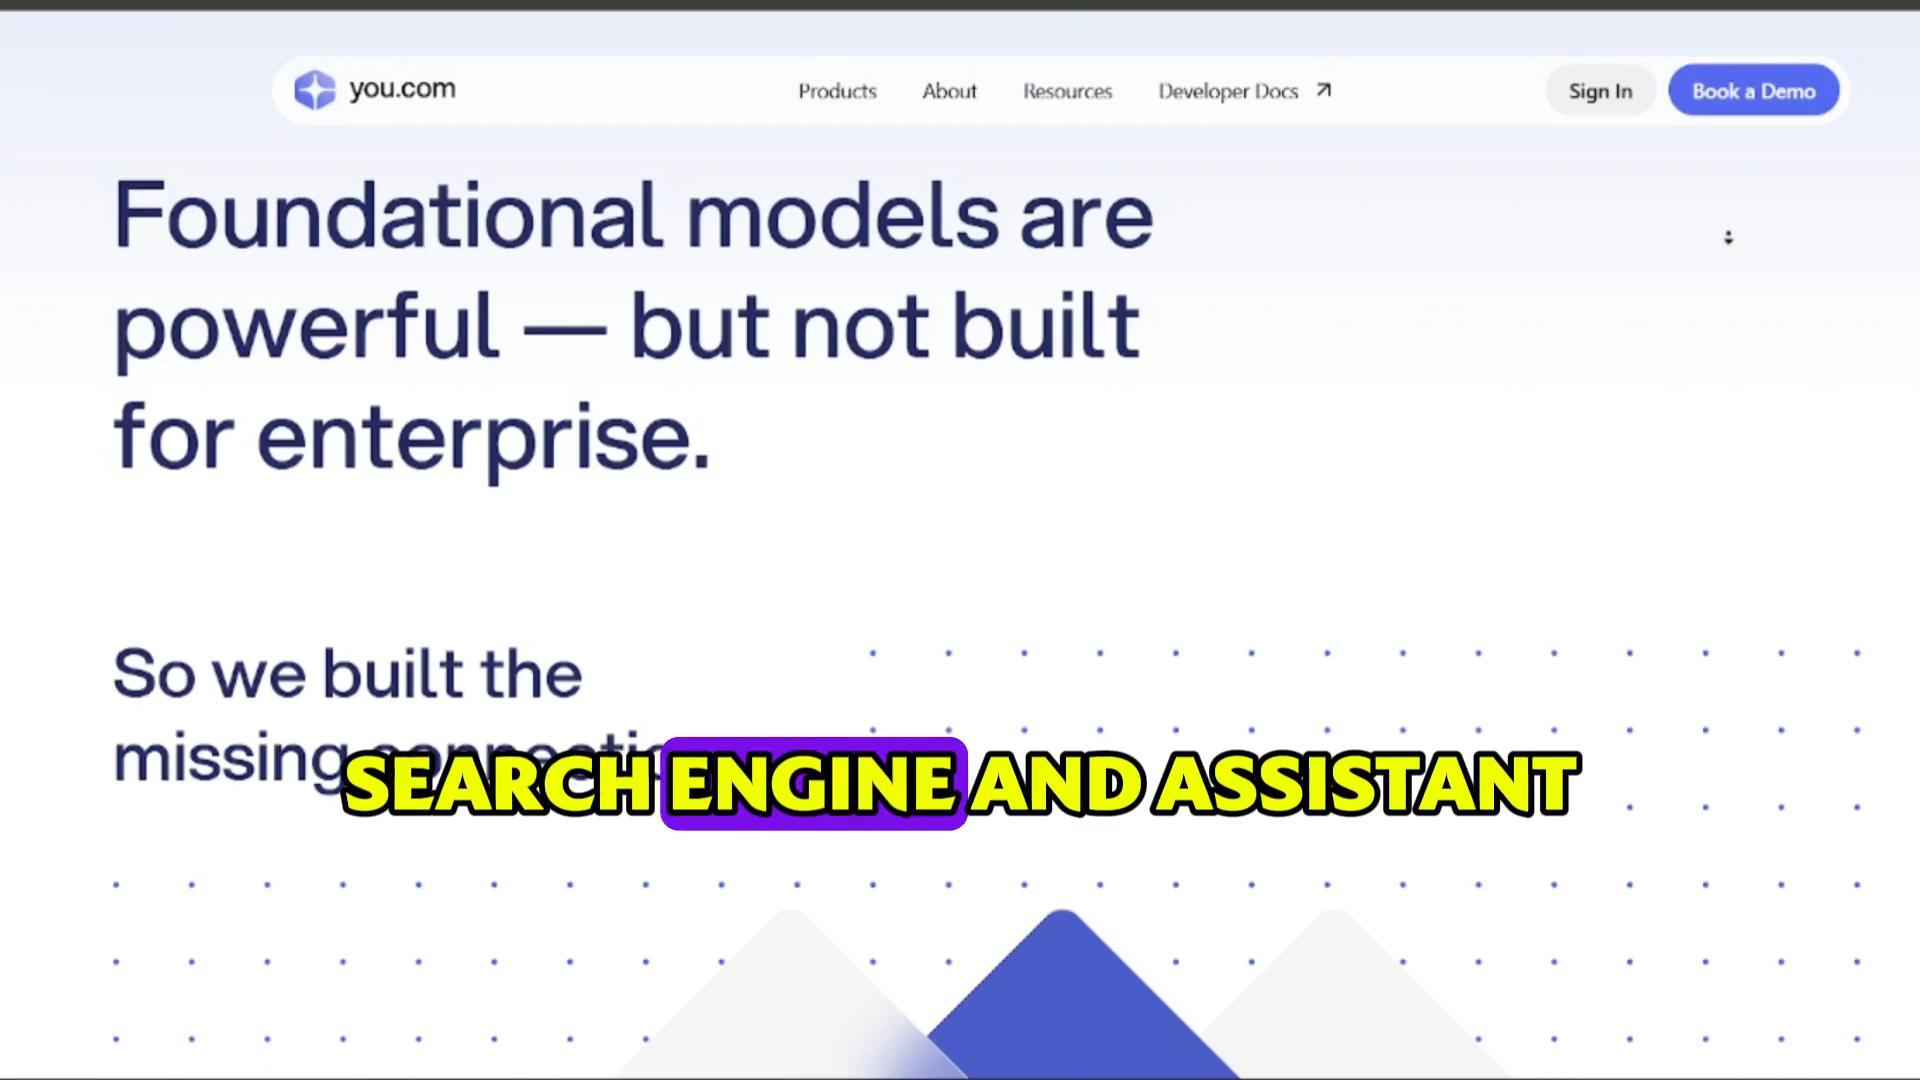 you.com
Products About Resources Developer Docs
Sign In
Book a Demo
Foundational models are
powerful — but not built
for enterprise.
So we built the
missing
SEARCH ENGINE AND ASSISTANT